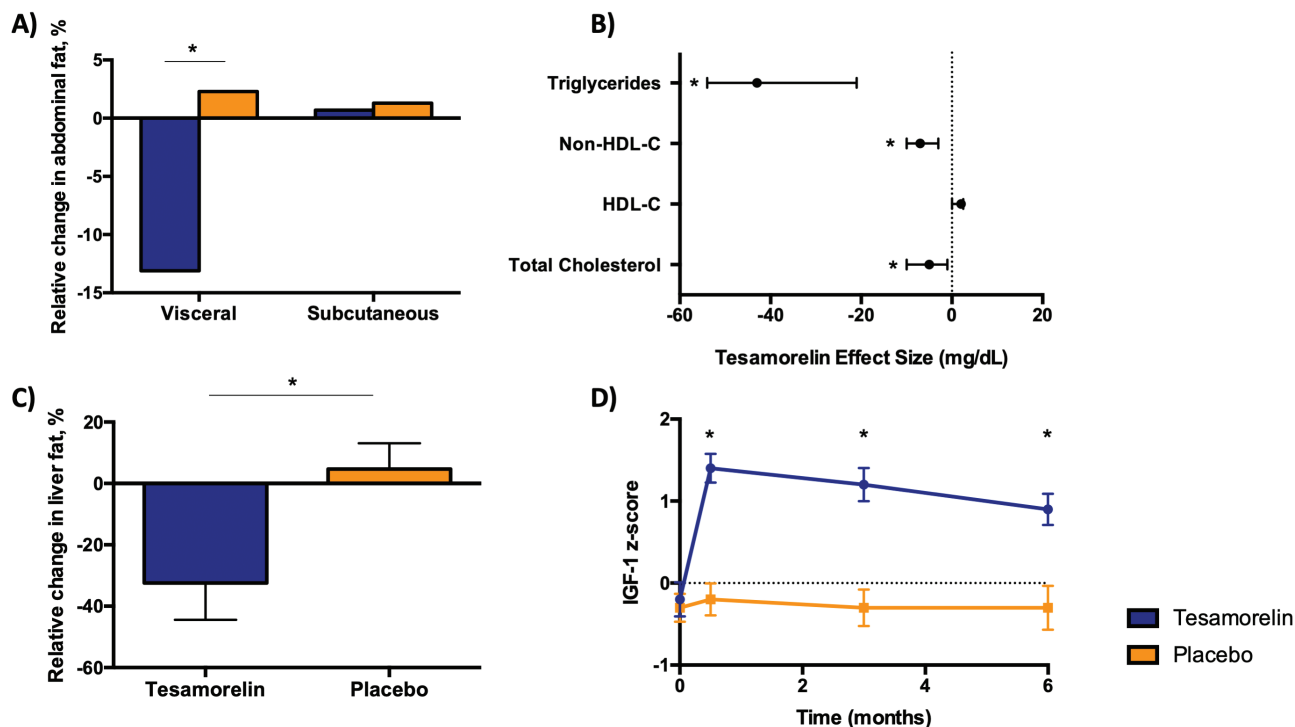 A)
Relative change in abdominal fat, %
5
0
-5
-10
-15
*
Visceral
Subcutaneous
B)
Triglycerides
Non-HDL-C
HDL-C
Total Cholesterol
*
*
*
-60
-40
-20
0
20
Tesamorelin Effect Size (mg/dL)
C)
Relative change in liver fat, %
20
0
-20
-40
-60
*
Tesamorelin
Placebo
D)
IGF-1 z-score
2
1
0
-1
*
*
*
0
2
4
6
Time (months)
Tesamorelin
Placebo